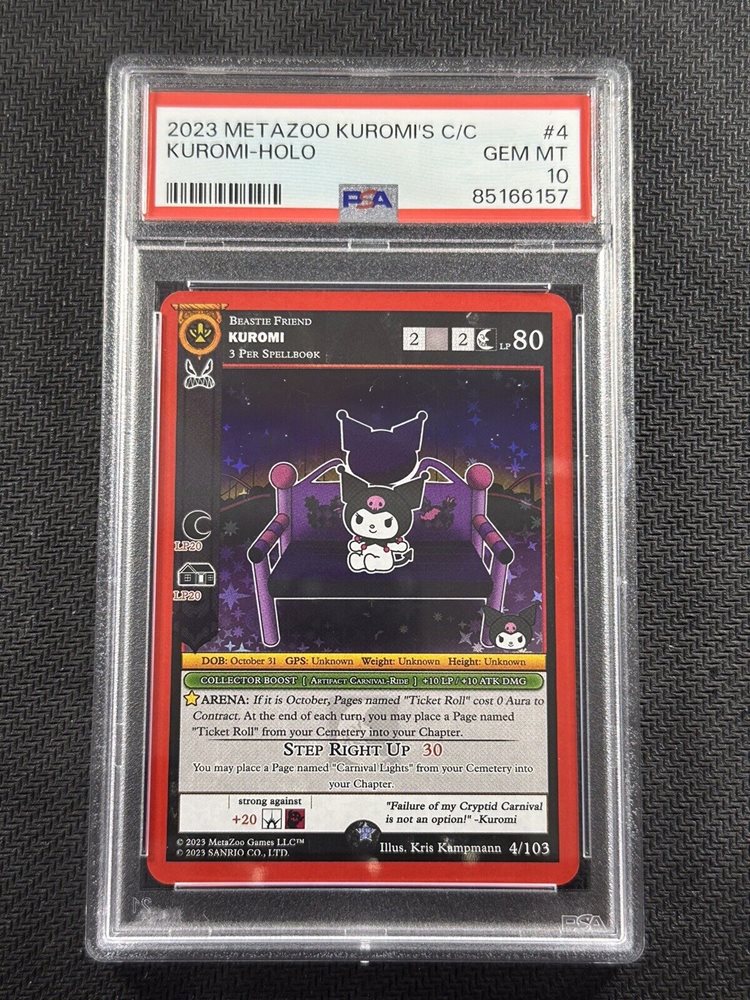 2023 METAZOO KUROMI'S C/C #4
KUROMI-HOLO GEM MT
10
PSA 85166157
BEASTIE FRIEND
KUROMI
3 PER SPELLBOOK
2 2 LP 80
LP20
LP20
DOB: October 31 GPS: Unknown Weight: Unknown Height: Unknown
COLLECTOR BOOST [ ARTIFACT CARNIVAL-RIDE ] +10 LP / +10 ATK DMG
ARENA: If it is October, Pages named "Ticket Roll" cost 0 Aura to
Contract. At the end of each turn, you may place a Page named
"Ticket Roll" from your Cemetery into your Chapter.
STEP RIGHT UP 30
You may place a Page named "Carnival Lights" from your Cemetery into
your Chapter.
strong against
+20
"Failure of my Cryptid Carnival
is not an option!" -Kuromi
© 2023 MetaZoo Games LLC™
© 2023 SANRIO CO., LTD.
Illus. Kris Kampmann 4/103
PSA